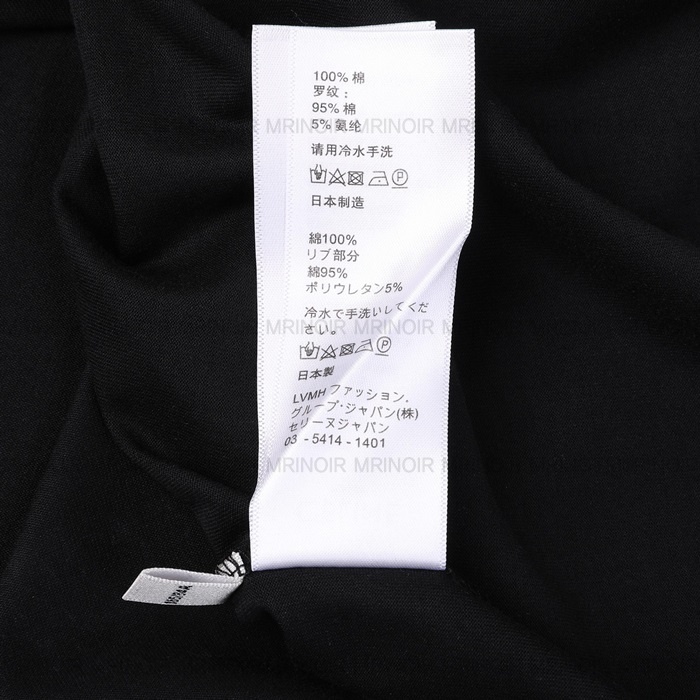 100% 棉
罗纹：
95% 棉
5% 氨纶
请用冷水手洗
P
日本制造
綿100%
リブ部分
綿95%
ポリウレタン5%
冷水で手洗いしてくだ
さい。
P
日本製
LVMH ファッション.
グループ･ジャパン(株)
セリーヌジャパン
03 - 5414 - 1401
MRINOIR MRINOIR MRINOIR
MRINOIR MRINOIR
MRINOIR MRINOIR